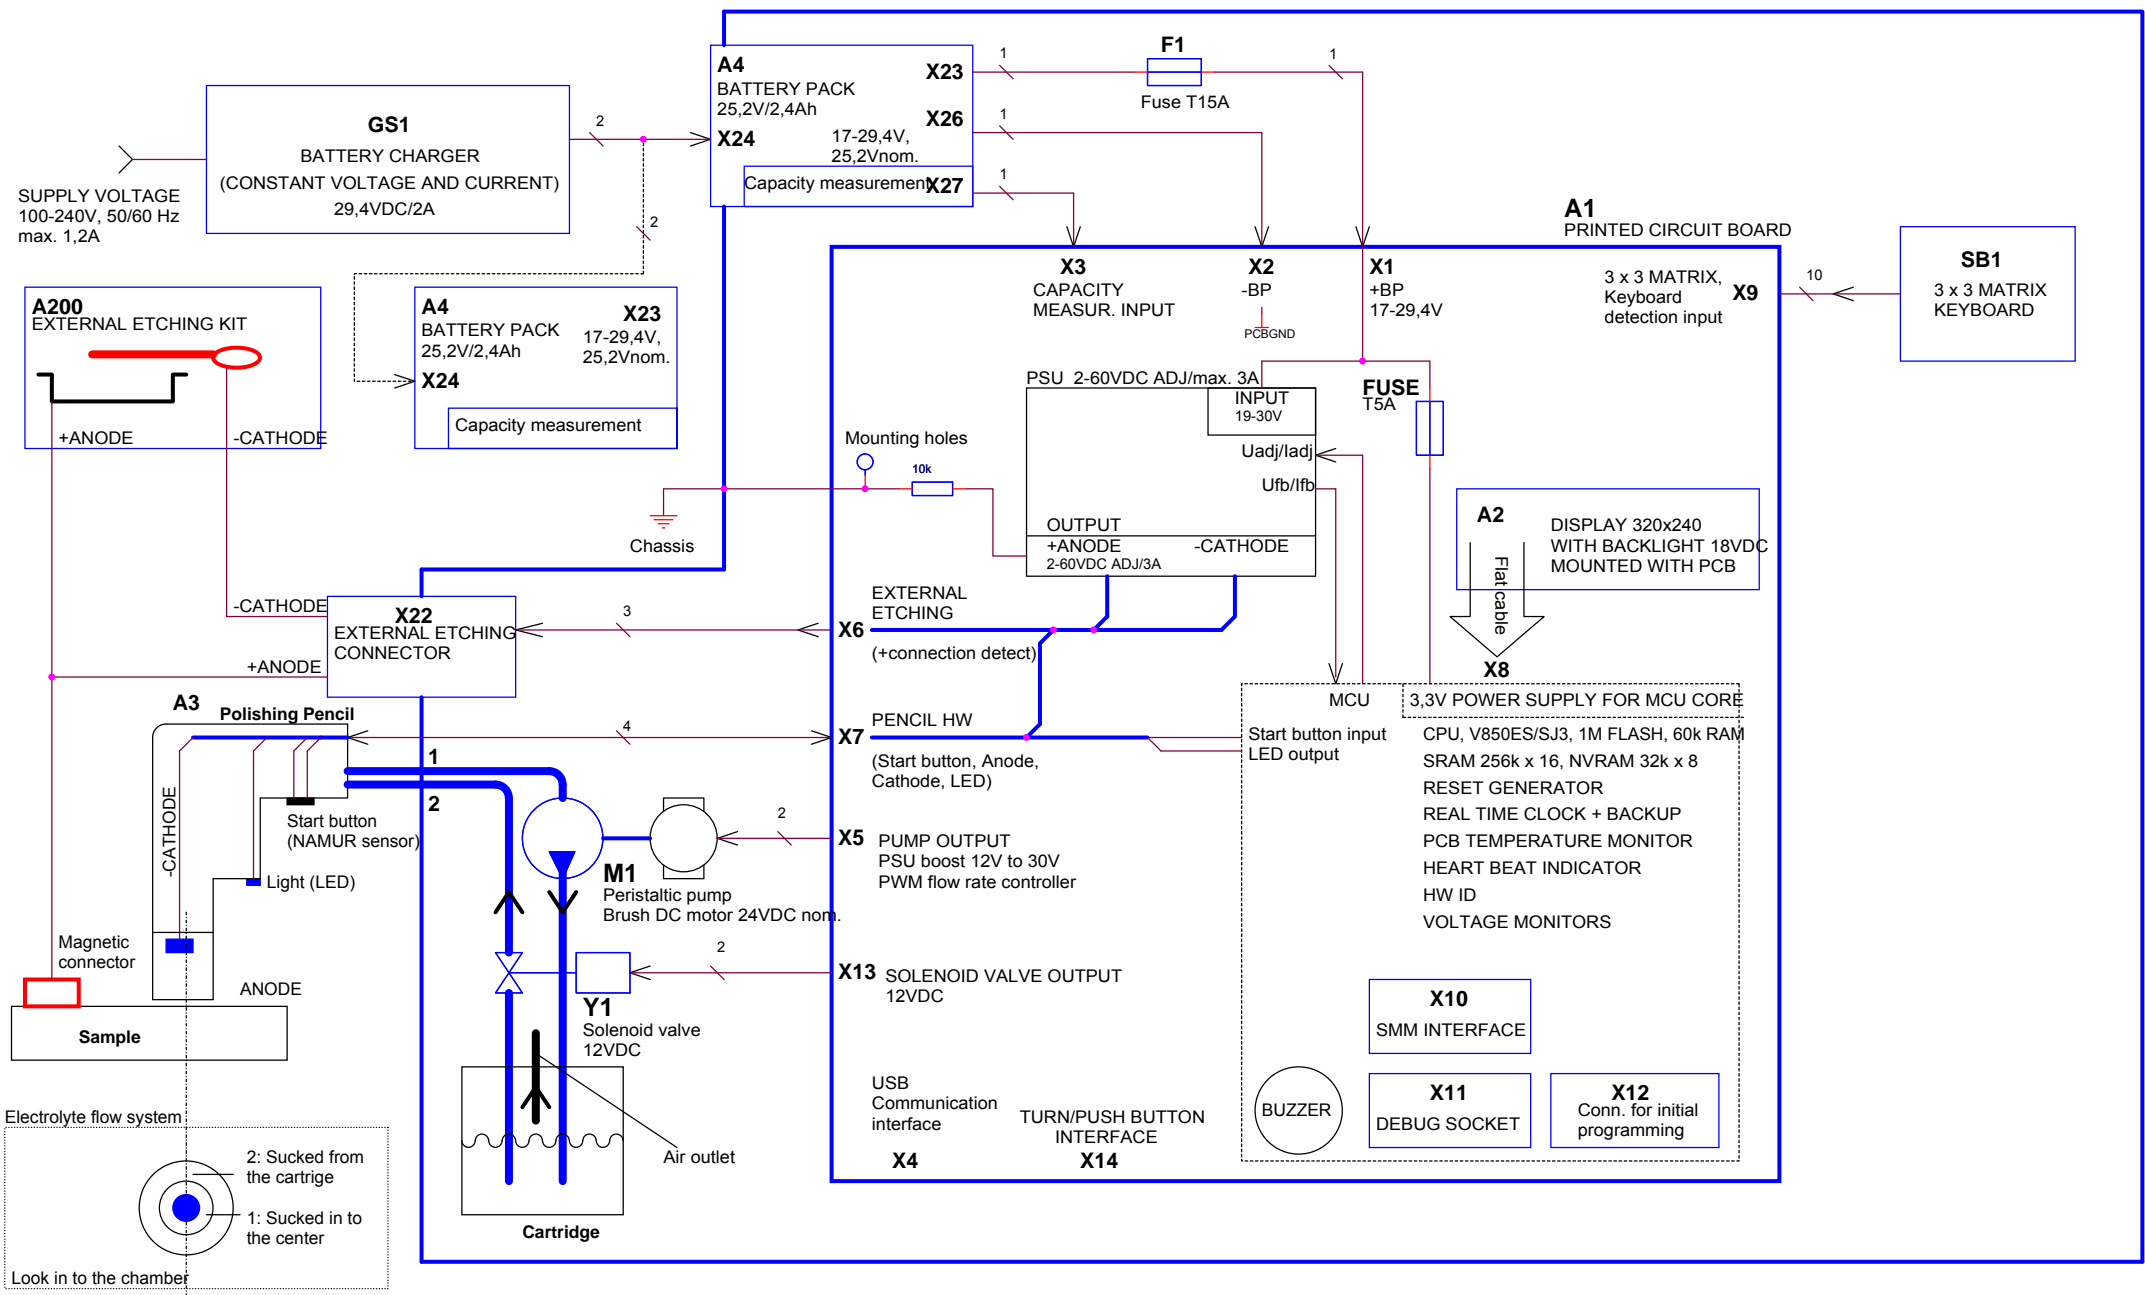 GS1
BATTERY CHARGER
(CONSTANT VOLTAGE AND CURRENT)
29,4VDC/2A
SUPPLY VOLTAGE
100-240V, 50/60 Hz
max. 1,2A
2
2
A4
BATTERY PACK
25,2V/2,4Ah
X24
X23
X26
17-29,4V,
25,2Vnom.
Capacity measurement
X27
1
1
1
F1
Fuse T15A
1
A1
PRINTED CIRCUIT BOARD
X3
CAPACITY
MEASUR. INPUT
X2
-BP
PCBGND
X1
+BP
17-29,4V
3 x 3 MATRIX,
Keyboard
detection input
X9
10
SB1
3 x 3 MATRIX
KEYBOARD
A200
EXTERNAL ETCHING KIT
+ANODE
-CATHODE
A4
BATTERY PACK
25,2V/2,4Ah
X23
17-29,4V,
25,2Vnom.
X24
Capacity measurement
PSU 2-60VDC ADJ/max. 3A
INPUT
19-30V
Uadj/Iadj
Ufb/Ifb
OUTPUT
+ANODE
2-60VDC ADJ/3A
-CATHODE
FUSE
T5A
Mounting holes
10k
Chassis
A2
DISPLAY 320x240
WITH BACKLIGHT 18VDC
MOUNTED WITH PCB
Flat cable
X8
-CATHODE
+ANODE
X22
EXTERNAL ETCHING
CONNECTOR
3
EXTERNAL
ETCHING
X6
(+connection detect)
A3
Polishing Pencil
4
X7
PENCIL HW
(Start button, Anode,
Cathode, LED)
MCU
3,3V POWER SUPPLY FOR MCU CORE
Start button input
LED output
CPU, V850ES/SJ3, 1M FLASH, 60k RAM
SRAM 256k x 16, NVRAM 32k x 8
RESET GENERATOR
REAL TIME CLOCK + BACKUP
PCB TEMPERATURE MONITOR
HEART BEAT INDICATOR
HW ID
VOLTAGE MONITORS
1
2
-CATHODE
Start button
(NAMUR sensor)
Light (LED)
2
X5
PUMP OUTPUT
PSU boost 12V to 30V
PWM flow rate controller
M1
Peristaltic pump
Brush DC motor 24VDC nom.
2
X13
SOLENOID VALVE OUTPUT
12VDC
Y1
Solenoid valve
12VDC
Magnetic
connector
ANODE
Sample
X10
SMM INTERFACE
X11
DEBUG SOCKET
X12
Conn. for initial
programming
BUZZER
USB
Communication
interface
X4
TURN/PUSH BUTTON
INTERFACE
X14
Air outlet
Cartridge
Electrolyte flow system
2: Sucked from
the cartrige
1: Sucked in to
the center
Look in to the chamber